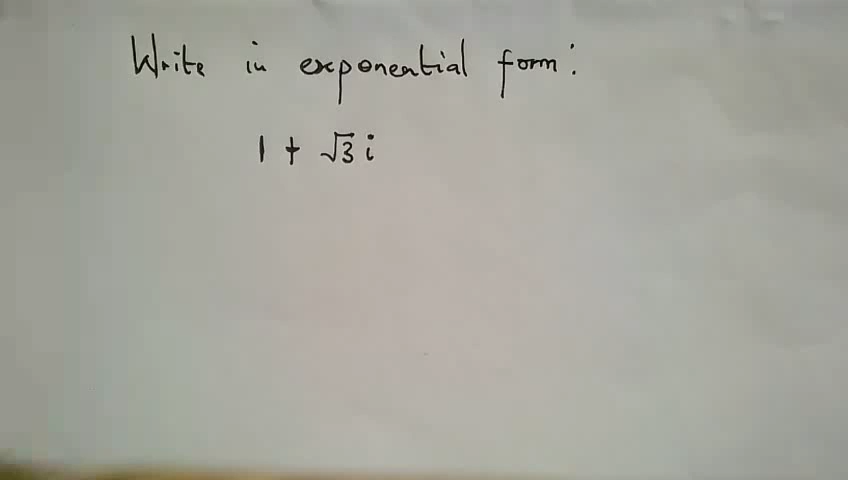 Write in exponential form:
1 + √3 i